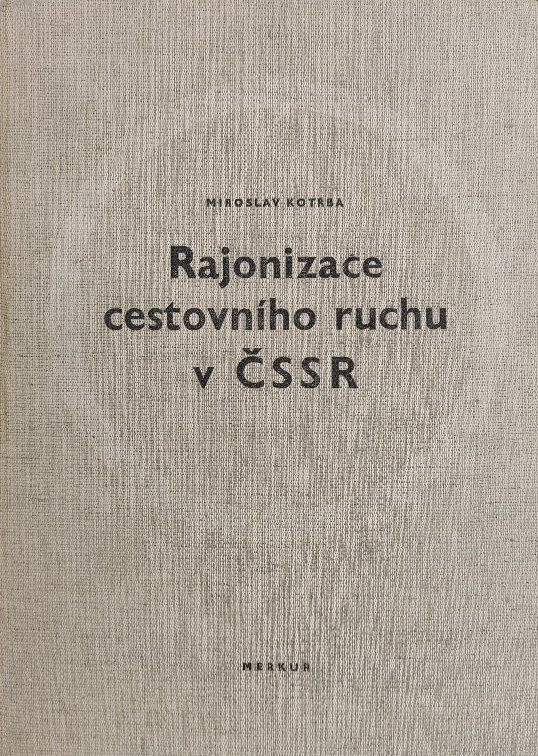 MIROSLAV KOTRBA
Rajonizace
cestovního ruchu
v ČSSR
MERKUR